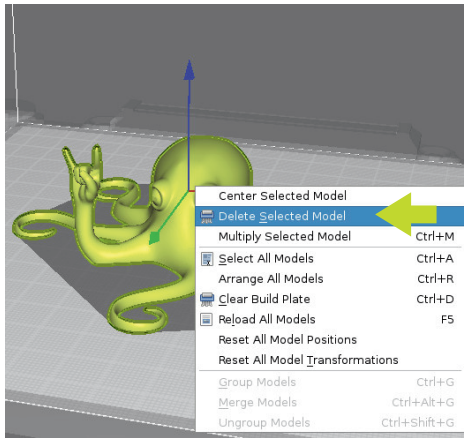 Center Selected Model
Delete Selected Model
Multiply Selected Model Ctrl+M
Select All Models Ctrl+A
Arrange All Models Ctrl+R
Clear Build Plate Ctrl+D
Reload All Models F5
Reset All Model Positions
Reset All Model Transformations
Group Models Ctrl+G
Merge Models Ctrl+Alt+G
Ungroup Models Ctrl+Shift+G